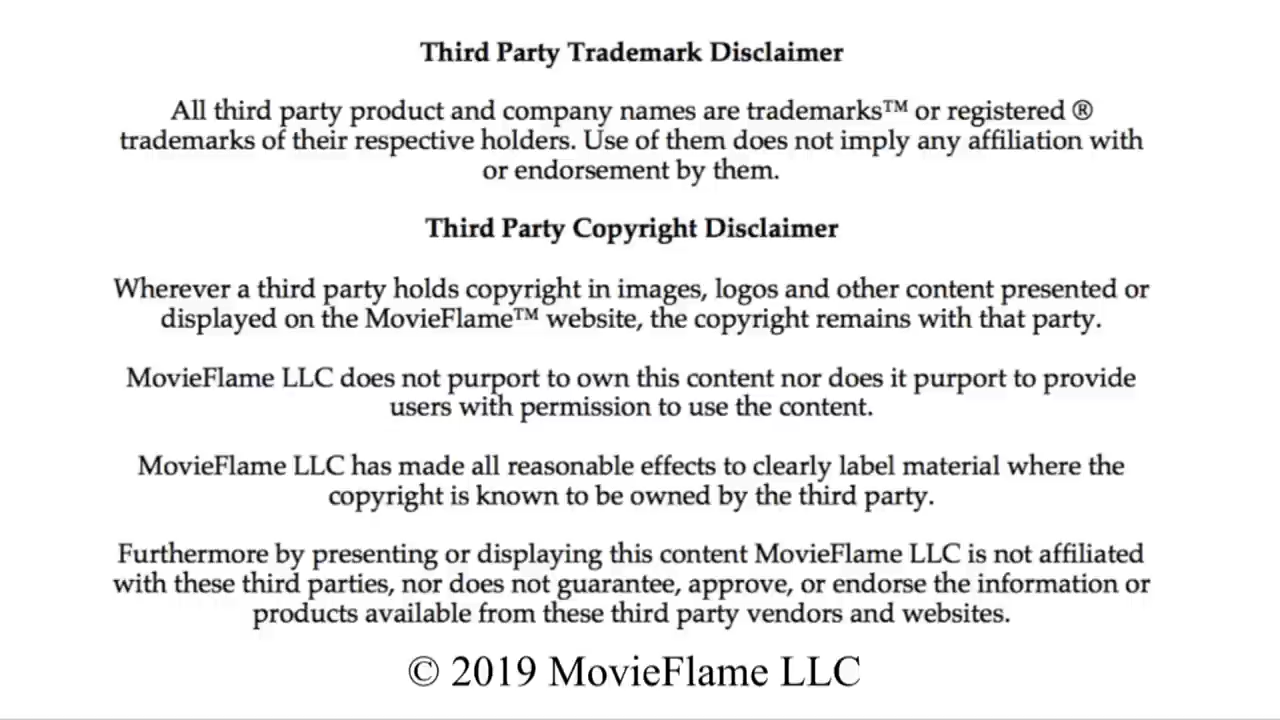 Third Party Trademark Disclaimer
All third party product and company names are trademarks™ or registered ®
trademarks of their respective holders. Use of them does not imply any affiliation with
or endorsement by them.
Third Party Copyright Disclaimer
Wherever a third party holds copyright in images, logos and other content presented or
displayed on the MovieFlame™ website, the copyright remains with that party.
MovieFlame LLC does not purport to own this content nor does it purport to provide
users with permission to use the content.
MovieFlame LLC has made all reasonable effects to clearly label material where the
copyright is known to be owned by the third party.
Furthermore by presenting or displaying this content MovieFlame LLC is not affiliated
with these third parties, nor does not guarantee, approve, or endorse the information or
products available from these third party vendors and websites.
© 2019 MovieFlame LLC